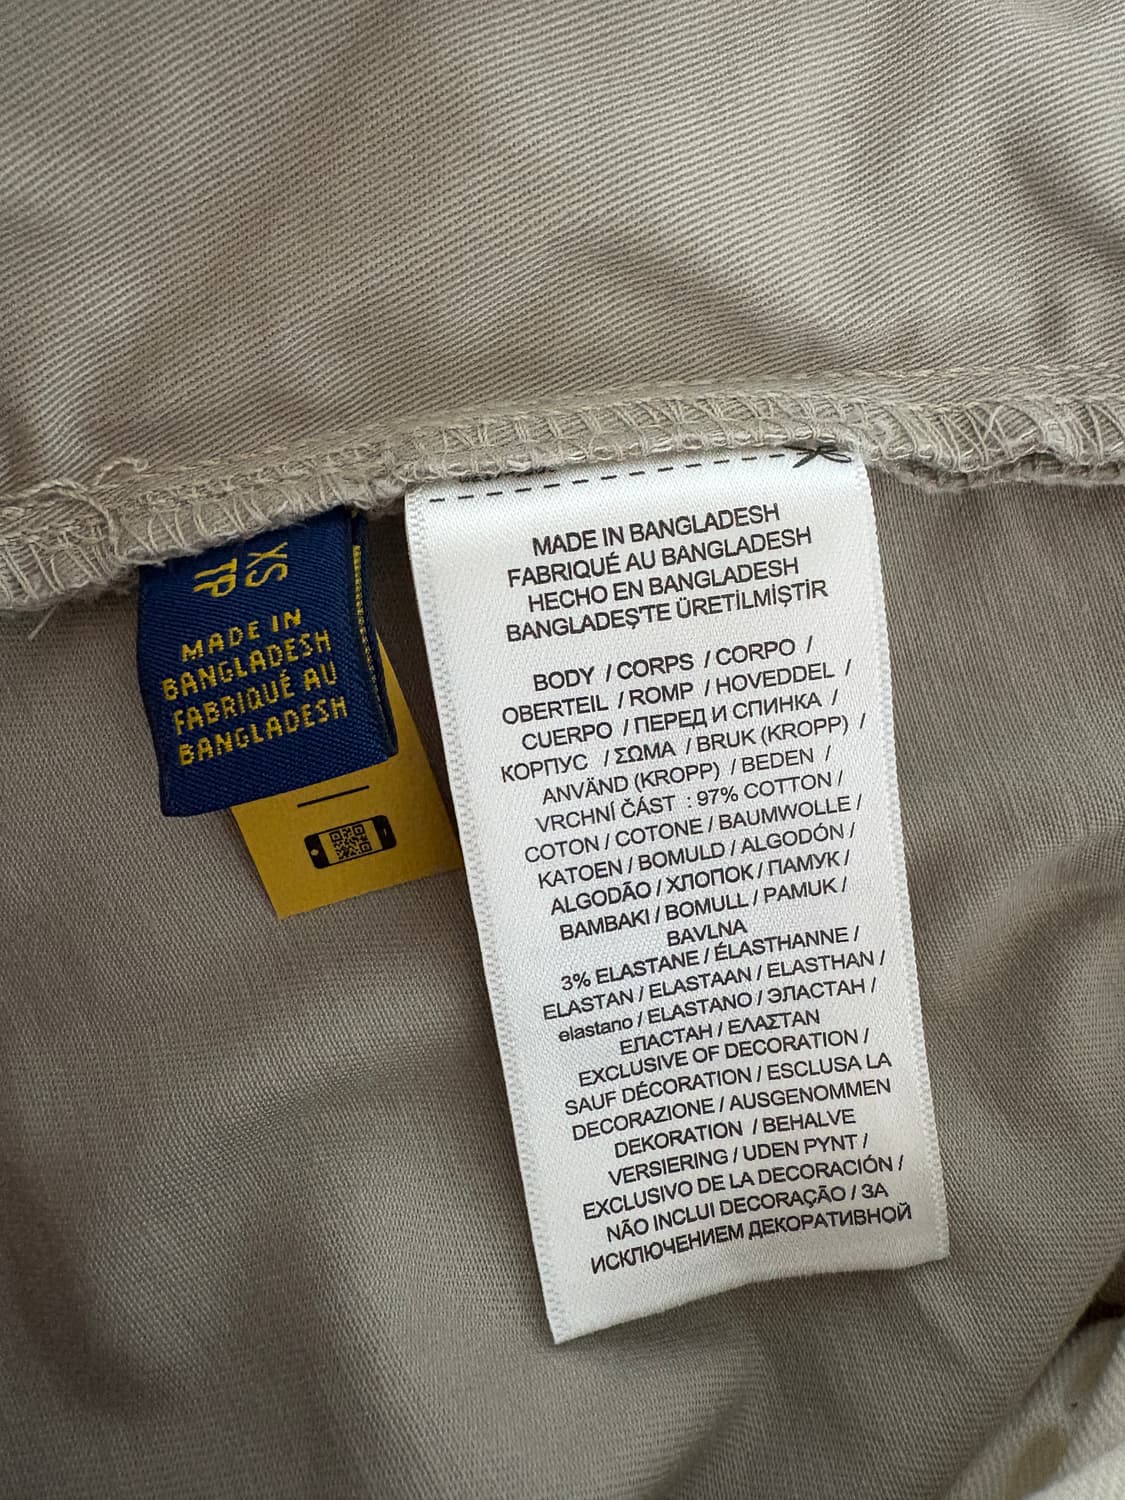 XS
TP
MADE IN
BANGLADESH
FABRIQUÉ AU
BANGLADESH
MADE IN BANGLADESH
FABRIQUÉ AU BANGLADESH
HECHO EN BANGLADESH
BANGLADEŞ'TE ÜRETİLMİŞTİR
BODY / CORPS / CORPO /
OBERTEIL / ROMP / HOVEDDEL /
CUERPO / ПЕРЕД И СПИНКА /
КОРПУС / ΣΩΜΑ / BRUK (KROPP) /
ANVÄND (KROPP) / BEDEN /
VRCHNÍ ČÁST : 97% COTTON /
COTON / COTONE / BAUMWOLLE /
KATOEN / BOMULD / ALGODÓN /
ALGODÃO / ХЛОПОК / ПАМУК /
BAMBAKI / BOMULL / PAMUK /
BAVLNA
3% ELASTANE / ÉLASTHANNE /
ELASTAN / ELASTAAN / ELASTHAN /
elastano / ELASTANO / ЭЛАСТАН /
ЕЛАСТАН / ΕΛΑΣΤΑΝ
EXCLUSIVE OF DECORATION /
SAUF DÉCORATION / ESCLUSA LA
DECORAZIONE / AUSGENOMMEN
DEKORATION / BEHALVE
VERSIERING / UDEN PYNT /
EXCLUSIVO DE LA DECORACIÓN /
NÃO INCLUI DECORAÇÃO / ЗА
ИСКЛЮЧЕНИЕМ ДЕКОРАТИВНОЙ